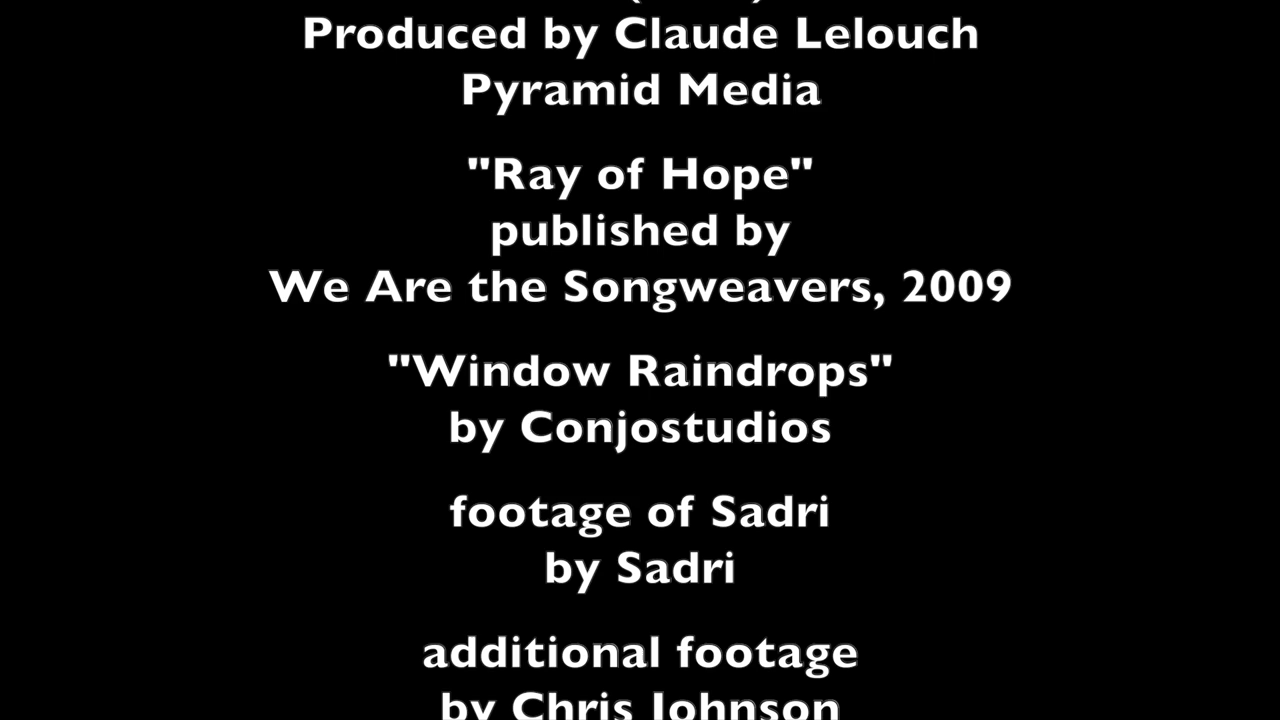 Produced by Claude Lelouch
Pyramid Media
"Ray of Hope"
published by
We Are the Songweavers, 2009
"Window Raindrops"
by Conjostudios
footage of Sadri
by Sadri
additional footage
by Chris Johnson